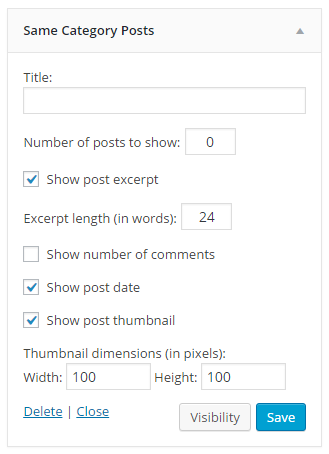 Same Category Posts
Title:
Number of posts to show: 0
Show post excerpt
Excerpt length (in words): 24
Show number of comments
Show post date
Show post thumbnail
Thumbnail dimensions (in pixels):
Width: 100 Height: 100
Delete | Close Visibility Save